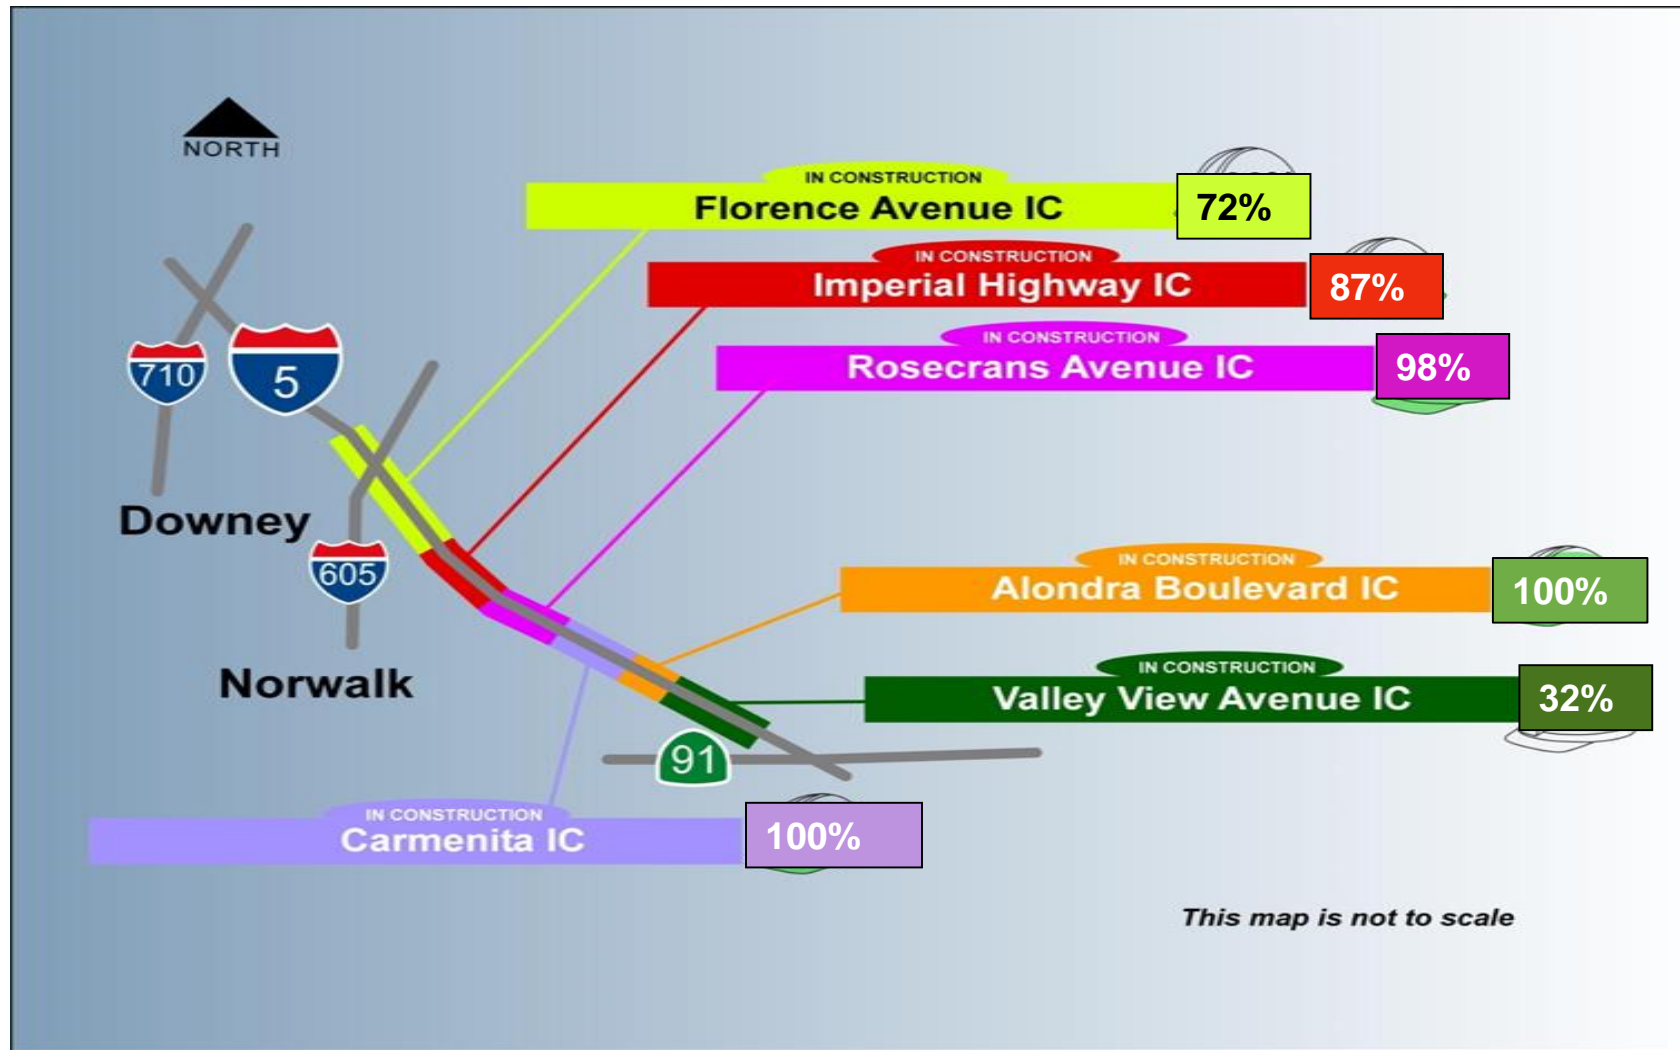 NORTH
IN CONSTRUCTION
Florence Avenue IC
72%
IN CONSTRUCTION
Imperial Highway IC
87%
IN CONSTRUCTION
Rosecrans Avenue IC
98%
710
5
Downey
605
IN CONSTRUCTION
Alondra Boulevard IC
100%
Norwalk
IN CONSTRUCTION
Valley View Avenue IC
32%
91
IN CONSTRUCTION
Carmenita IC
100%
This map is not to scale